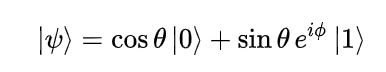 |ψ⟩ = cos θ |0⟩ + sin θ e^{iϕ} |1⟩